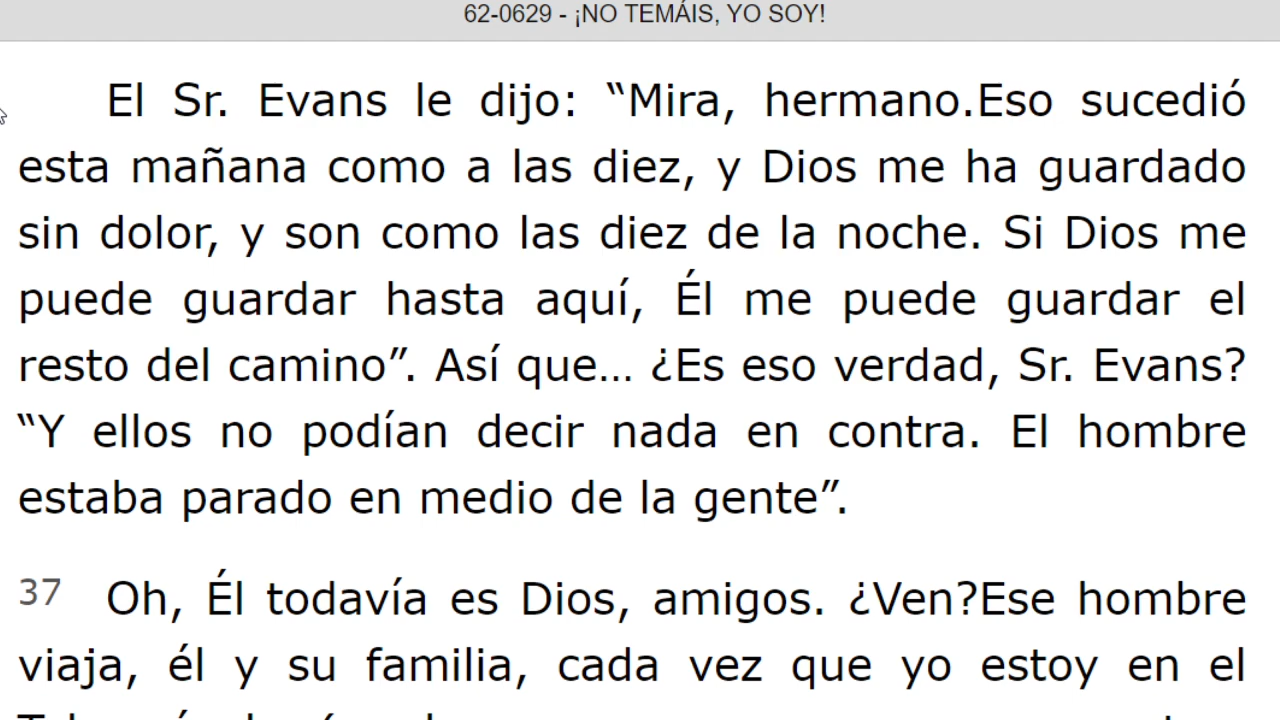 62-0629 - ¡NO TEMÁIS, YO SOY!
El Sr. Evans le dijo: “Mira, hermano.Eso sucedió
esta mañana como a las diez, y Dios me ha guardado
sin dolor, y son como las diez de la noche. Si Dios me
puede guardar hasta aquí, Él me puede guardar el
resto del camino”. Así que… ¿Es eso verdad, Sr. Evans?
“Y ellos no podían decir nada en contra. El hombre
estaba parado en medio de la gente”.
37 Oh, Él todavía es Dios, amigos. ¿Ven?Ese hombre
viaja, él y su familia, cada vez que yo estoy en el